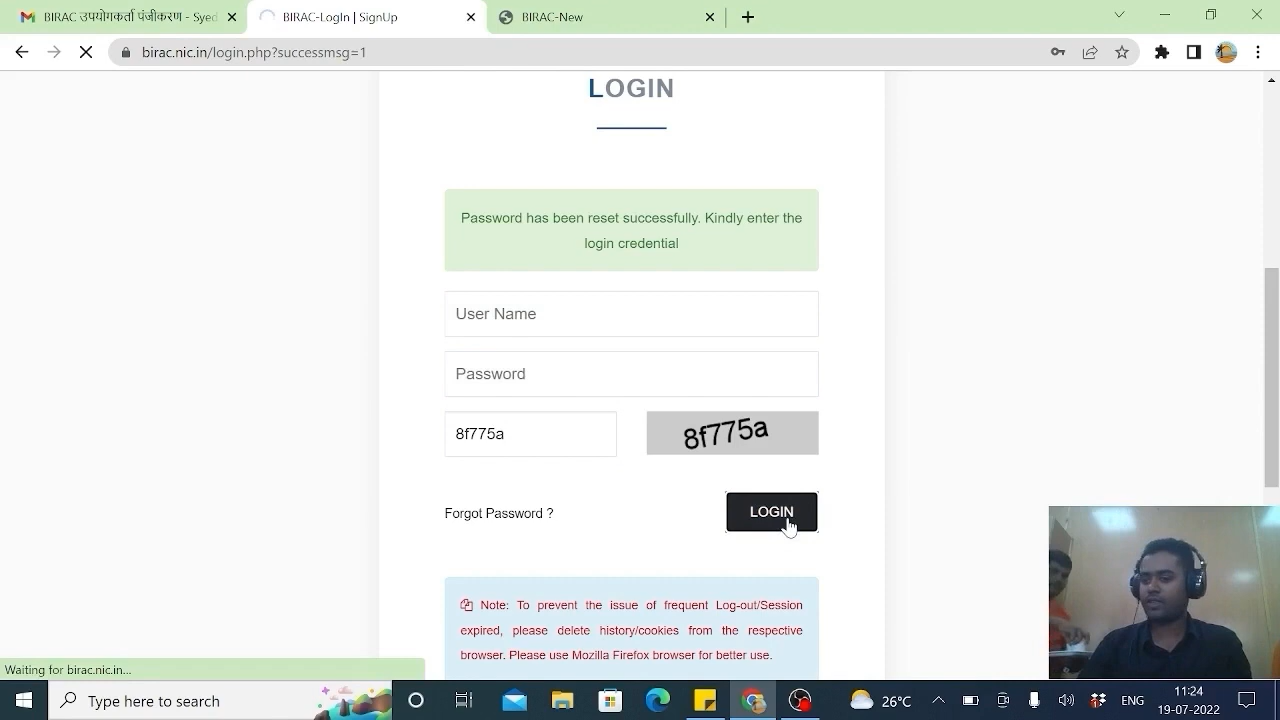 BIRAC उपयोगकर्ता पंजीकरण - Syed
BIRAC-Login | SignUp
BIRAC-New
birac.nic.in/login.php?successmsg=1
LOGIN
Password has been reset successfully. Kindly enter the
login credential
User Name
Password
8f775a
8f775a
Forgot Password ?
LOGIN
Note: To prevent the issue of frequent Log-out/Session
expired, please delete history/cookies from the respective
browser. Please use Mozilla Firefox browser for better use.
Waiting for birac.nic.in...
Type here to search
26°C
ENG
11:24
19-07-2022